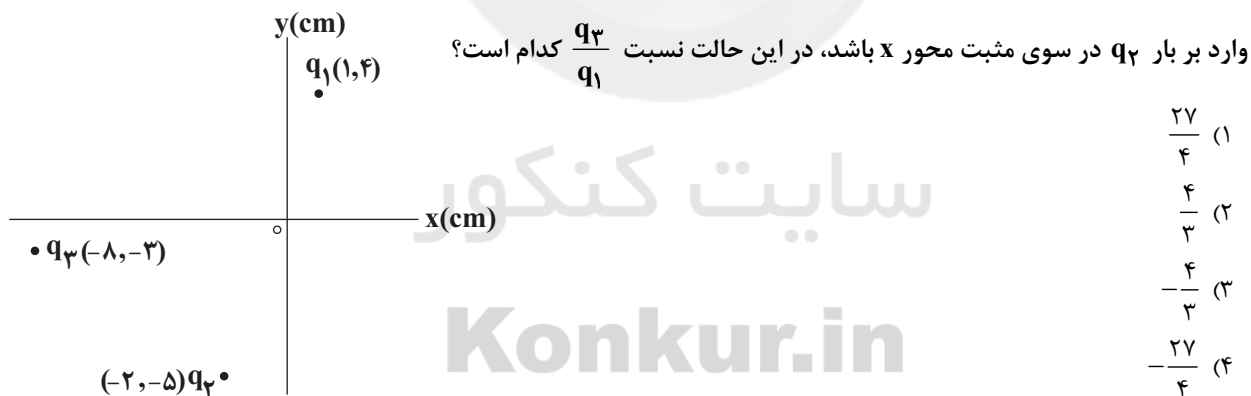 وارد بر بار q₂ در سوی مثبت محور x باشد، در این حالت نسبت q₃/q₁ کدام است؟
y(cm)
q₁(۱,۴)
x(cm)
o
q₃(−۸,−۳)
(−۲,−۵)q₂
۱) ۲۷/۴
۲) ۴/۳
۳) −۴/۳
۴) −۲۷/۴
سایت کنکور
Konkur.in